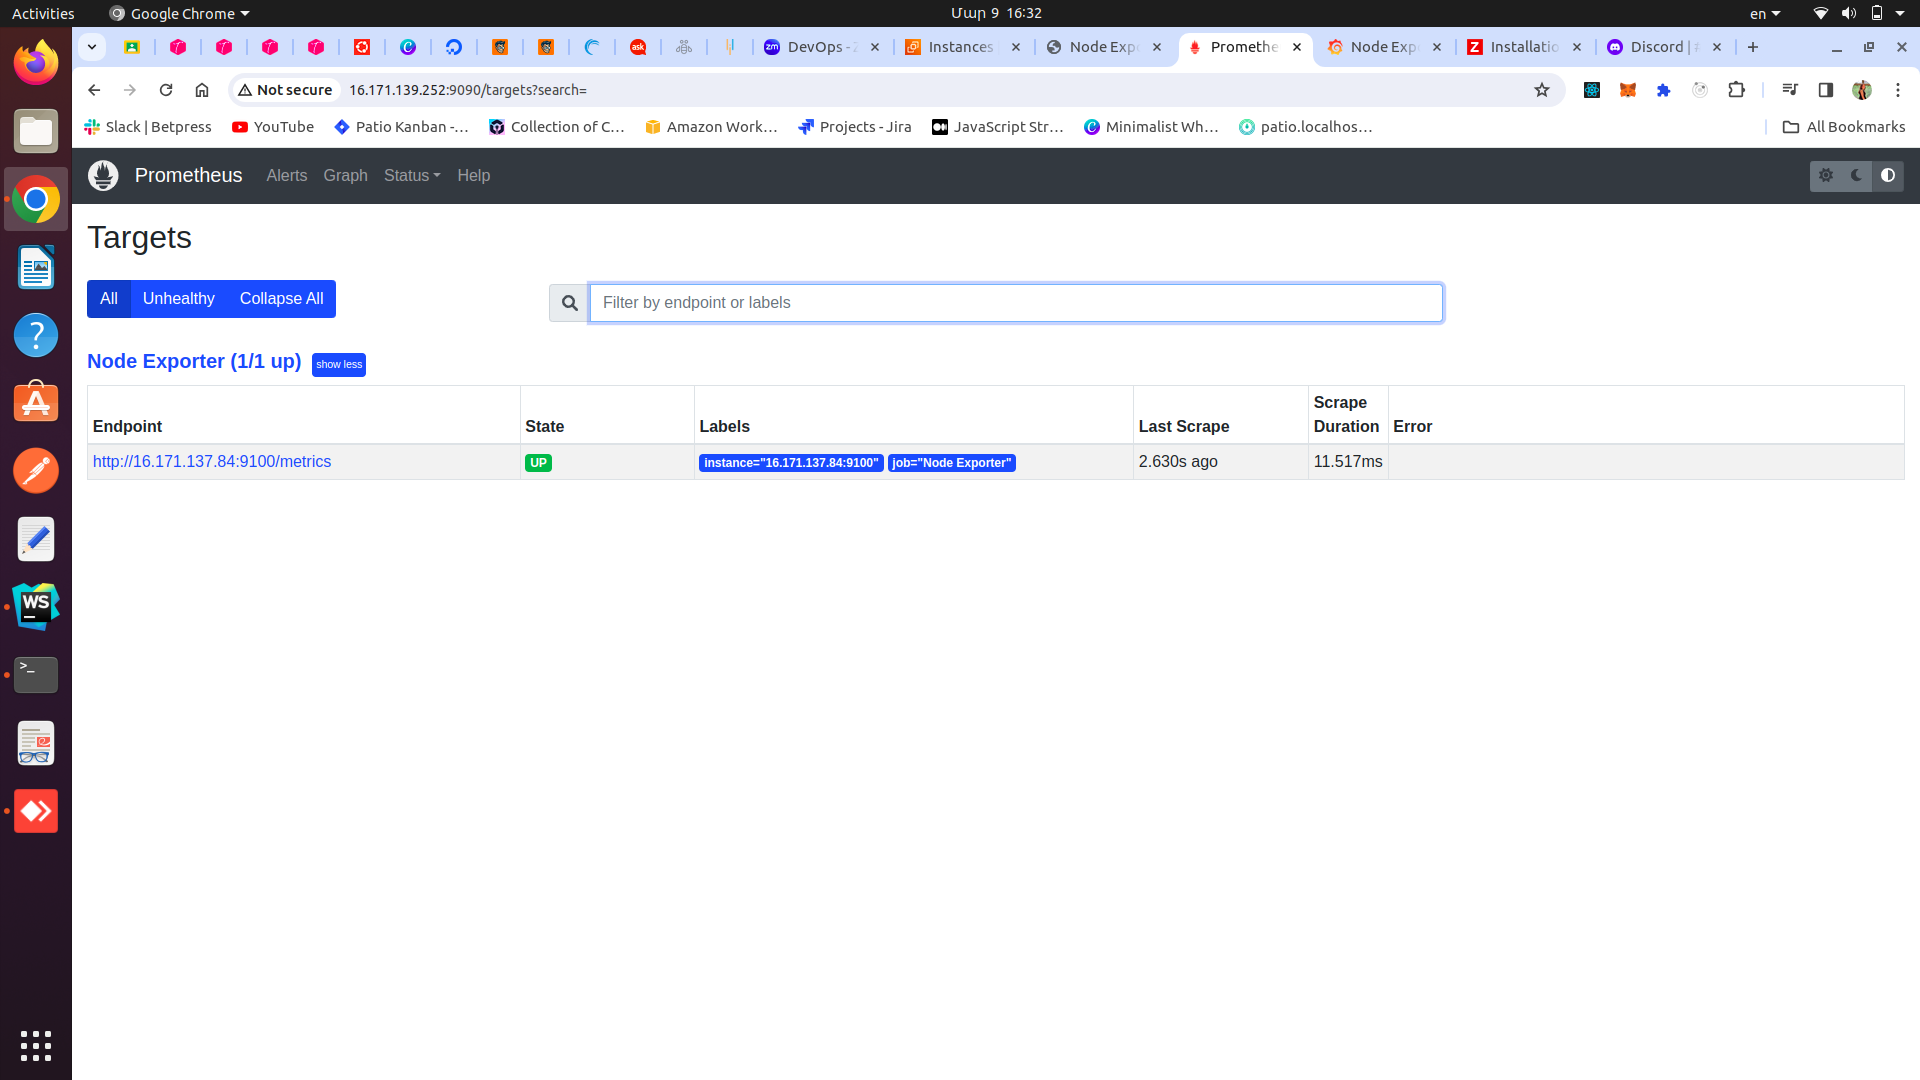 Activities Google Chrome Մար 9 16:32 en
DevOps - Z Instances Node Expo Promethe Node Exp Installatio Discord | #
Not secure 16.171.139.252:9090/targets?search=
Slack | Betpress YouTube Patio Kanban -... Collection of C... Amazon Work... Projects - Jira JavaScript Str... Minimalist Wh... patio.localhos... All Bookmarks
Prometheus Alerts Graph Status Help
Targets
All Unhealthy Collapse All Filter by endpoint or labels
Node Exporter (1/1 up) show less
Endpoint State Labels Last Scrape Scrape Duration Error
http://16.171.137.84:9100/metrics UP instance="16.171.137.84:9100" job="Node Exporter" 2.630s ago 11.517ms